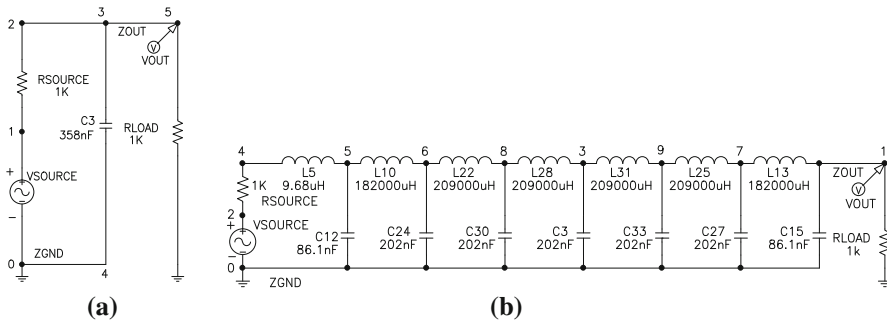 2
3
5
ZOUT
V
VOUT
RSOURCE
1K
C3
358nF
RLOAD
1K
1
+
VSOURCE
−
ZGND
0
4
(a)
4
5
6
8
3
9
7
1
L5
9.68uH
L10
182000uH
L22
209000uH
L28
209000uH
L31
209000uH
L25
209000uH
L13
182000uH
ZOUT
V
VOUT
1K
RSOURCE
2
+
VSOURCE
−
0
ZGND
C12
86.1nF
C24
202nF
C30
202nF
C3
202nF
C33
202nF
C27
202nF
C15
86.1nF
RLOAD
1k
(b)